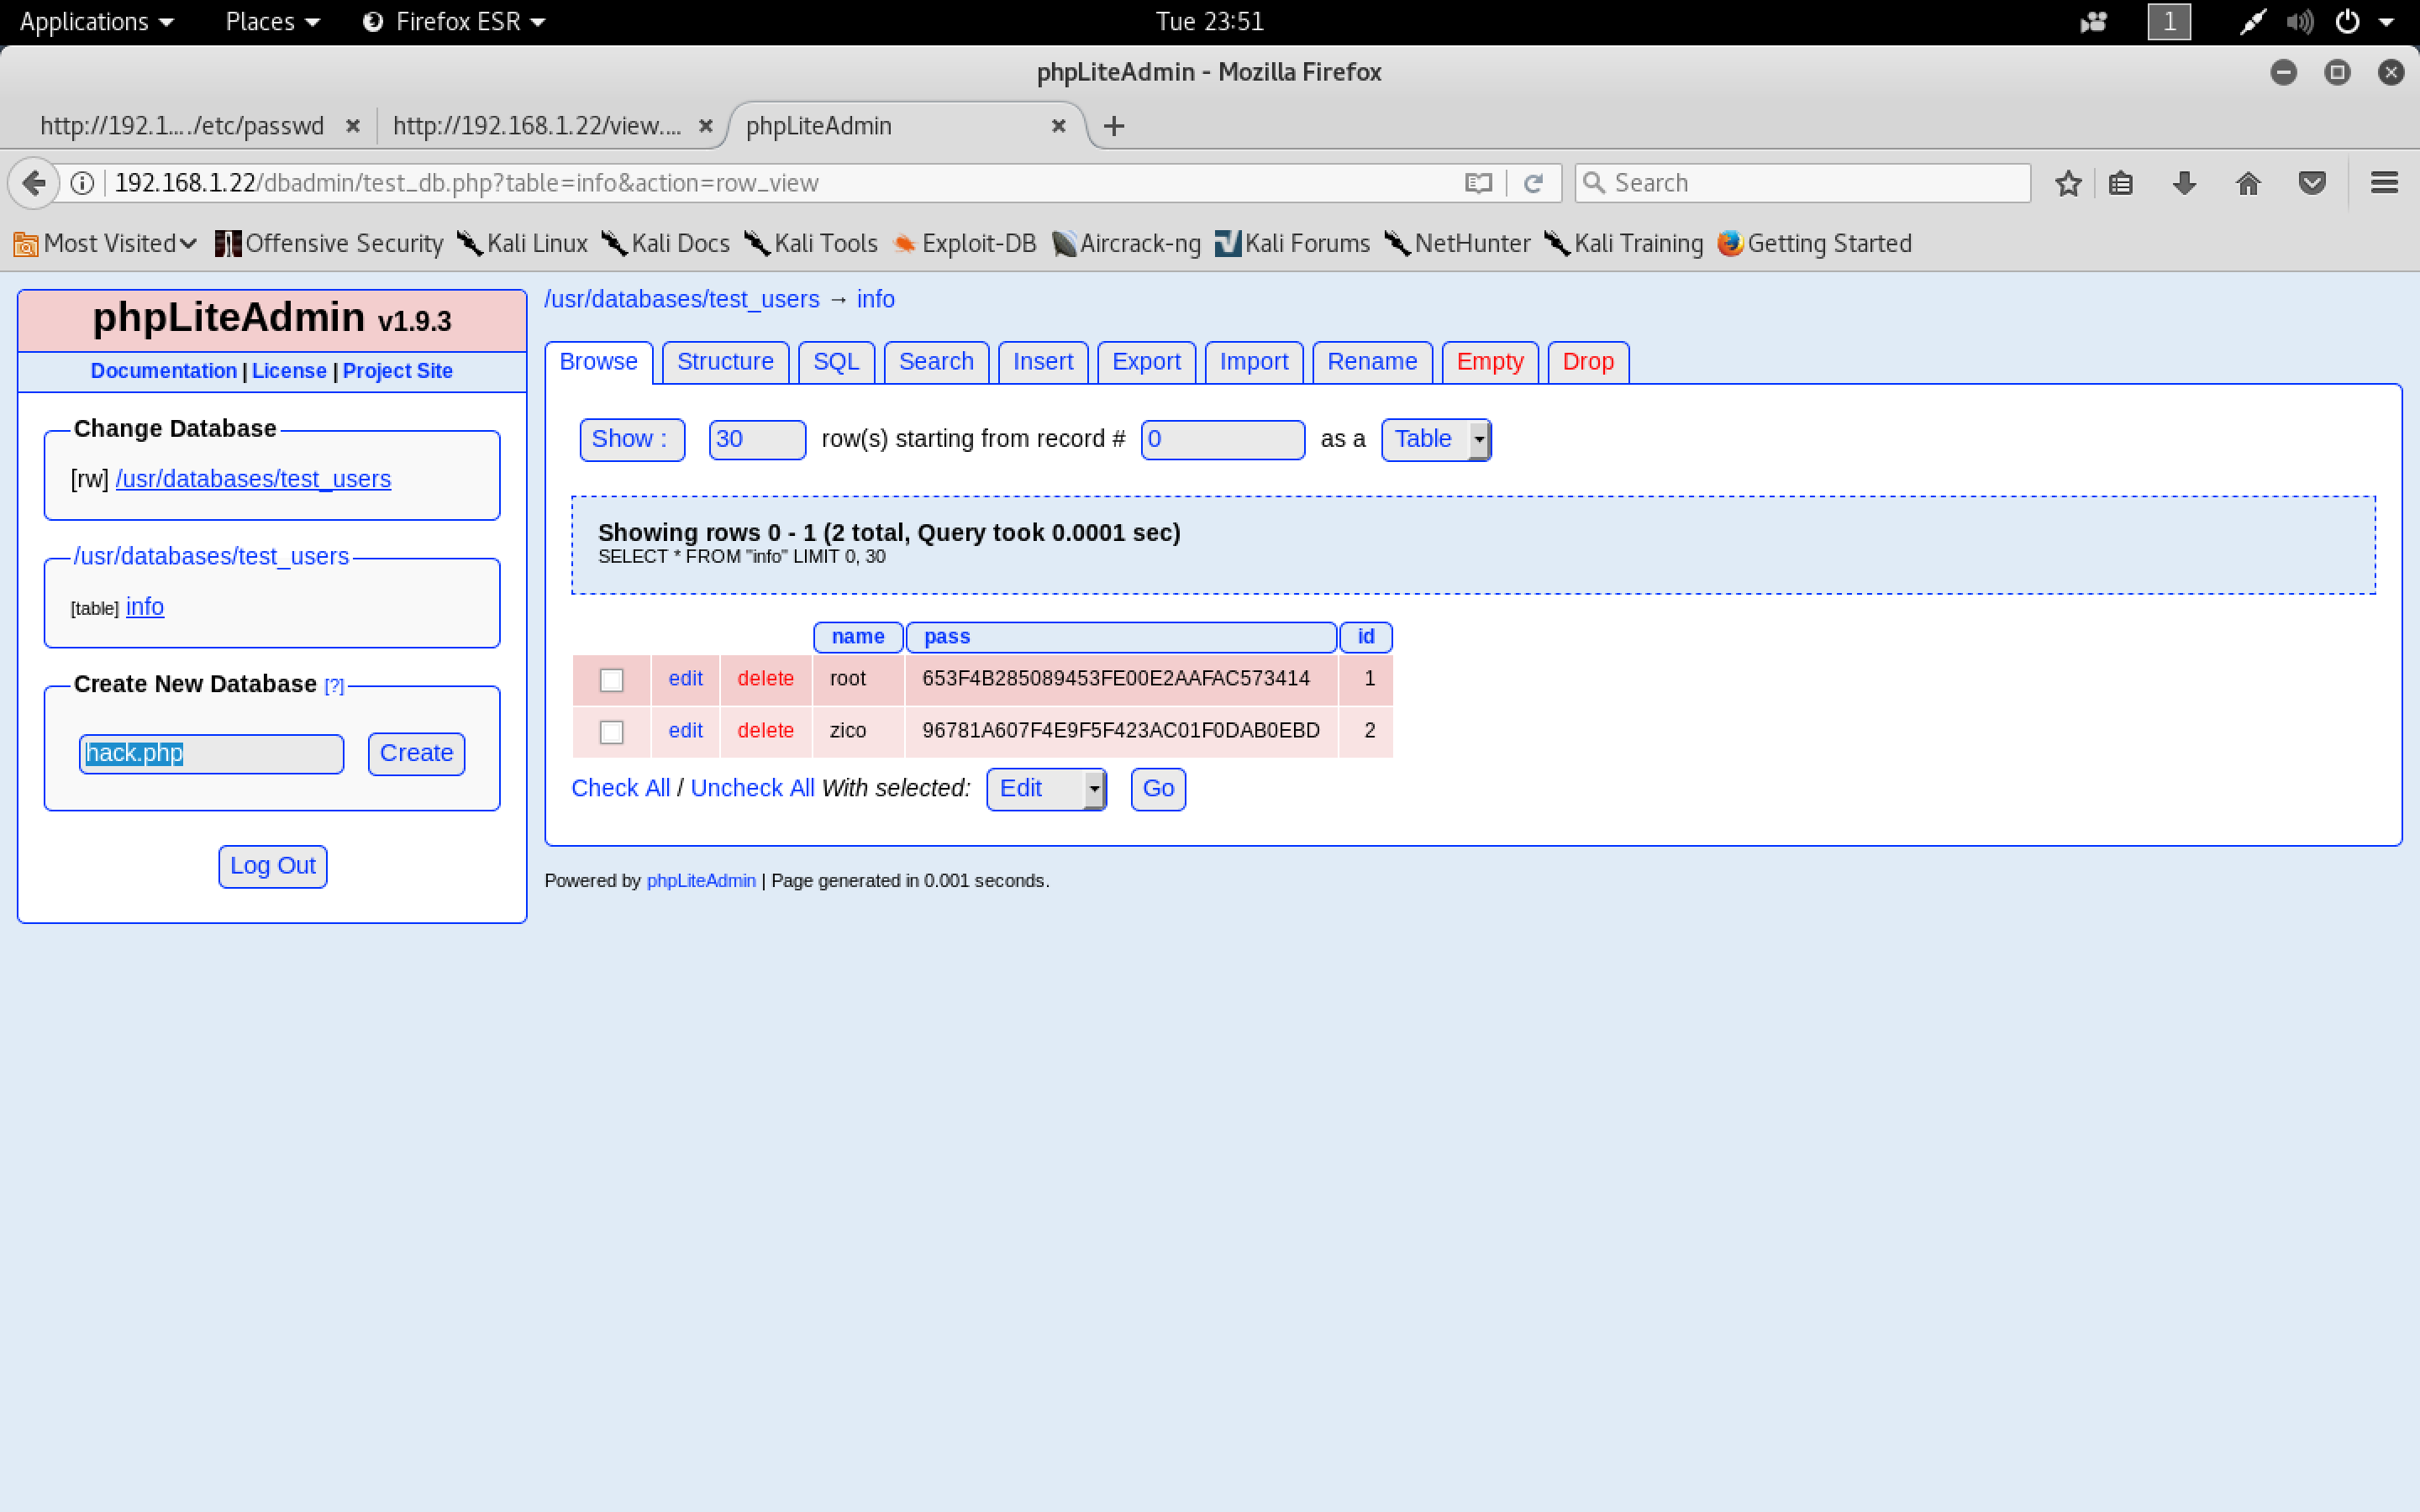 Applications Places Firefox ESR Tue 23:51 1
phpLiteAdmin - Mozilla Firefox
http://192.1..../etc/passwd http://192.168.1.22/view.... phpLiteAdmin
192.168.1.22/dbadmin/test_db.php?table=info&action=row_view Search
Most Visited Offensive Security Kali Linux Kali Docs Kali Tools Exploit-DB Aircrack-ng Kali Forums NetHunter Kali Training Getting Started
phpLiteAdmin v1.9.3
Documentation | License | Project Site
Change Database
[rw] /usr/databases/test_users
/usr/databases/test_users
[table] info
Create New Database [?]
hack.php Create
Log Out
/usr/databases/test_users → info
Browse Structure SQL Search Insert Export Import Rename Empty Drop
Show : 30 row(s) starting from record # 0 as a Table
Showing rows 0 - 1 (2 total, Query took 0.0001 sec)
SELECT * FROM "info" LIMIT 0, 30
name pass id
edit delete root 653F4B285089453FE00E2AAFAC573414 1
edit delete zico 96781A607F4E9F5F423AC01F0DAB0EBD 2
Check All / Uncheck All With selected: Edit Go
Powered by phpLiteAdmin | Page generated in 0.001 seconds.